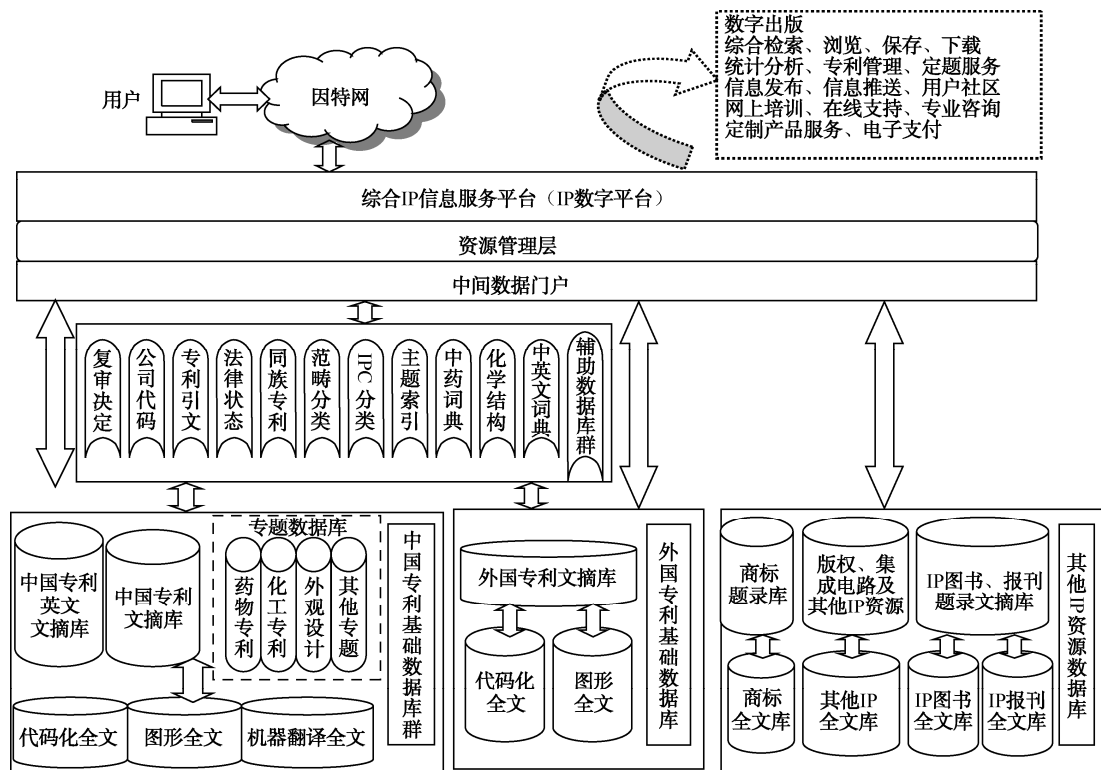 数字出版
综合检索、浏览、保存、下载
统计分析、专利管理、定题服务
信息发布、信息推送、用户社区
网上培训、在线支持、专业咨询
定制产品服务、电子支付
用户
因特网
综合IP信息服务平台（IP数字平台）
资源管理层
中间数据门户
复审决定
公司代码
专利引文
法律状态
同族专利
范畴分类
IPC分类
主题索引
中药词典
化学结构
中英文词典
辅助数据库群
中国专利
英文
文摘库
中国专利
文摘库
专题数据库
药物专利
化工专利
外观设计
其他专题
中国专利基础数据库群
代码化全文
图形全文
机器翻译全文
外国专利文摘库
代码化
全文
图形
全文
外国专利基础数据库
商标
题录库
版权、集
成电路及
其他IP资源
IP图书、报刊
题录文摘库
商标
全文库
其他IP
全文库
IP图书
全文库
IP报刊
全文库
其他IP资源数据库